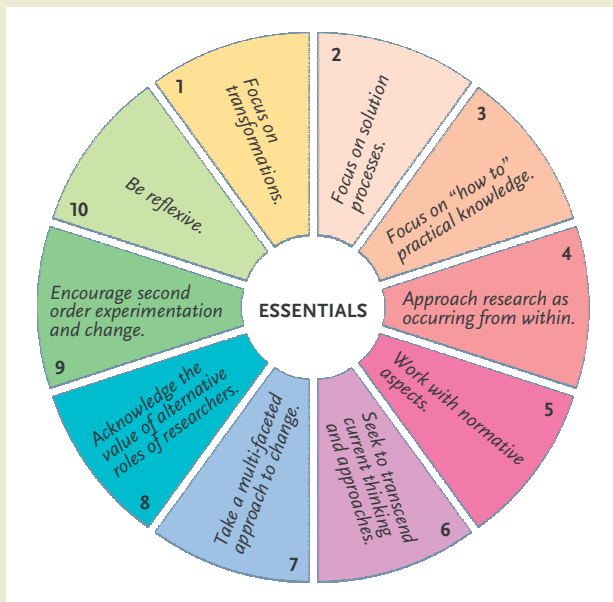 1
Focus on
transformations.
2
Focus on solution
processes.
3
Focus on “how to”
practical knowledge.
4
Approach research as
occurring from within.
5
Work with normative
aspects.
6
Seek to transcend
current thinking
and approaches.
7
Take a multi-faceted
approach to change.
8
Acknowledge the
value of alternative
roles of researchers.
9
Encourage second
order experimentation
and change.
10
Be reflexive.
ESSENTIALS